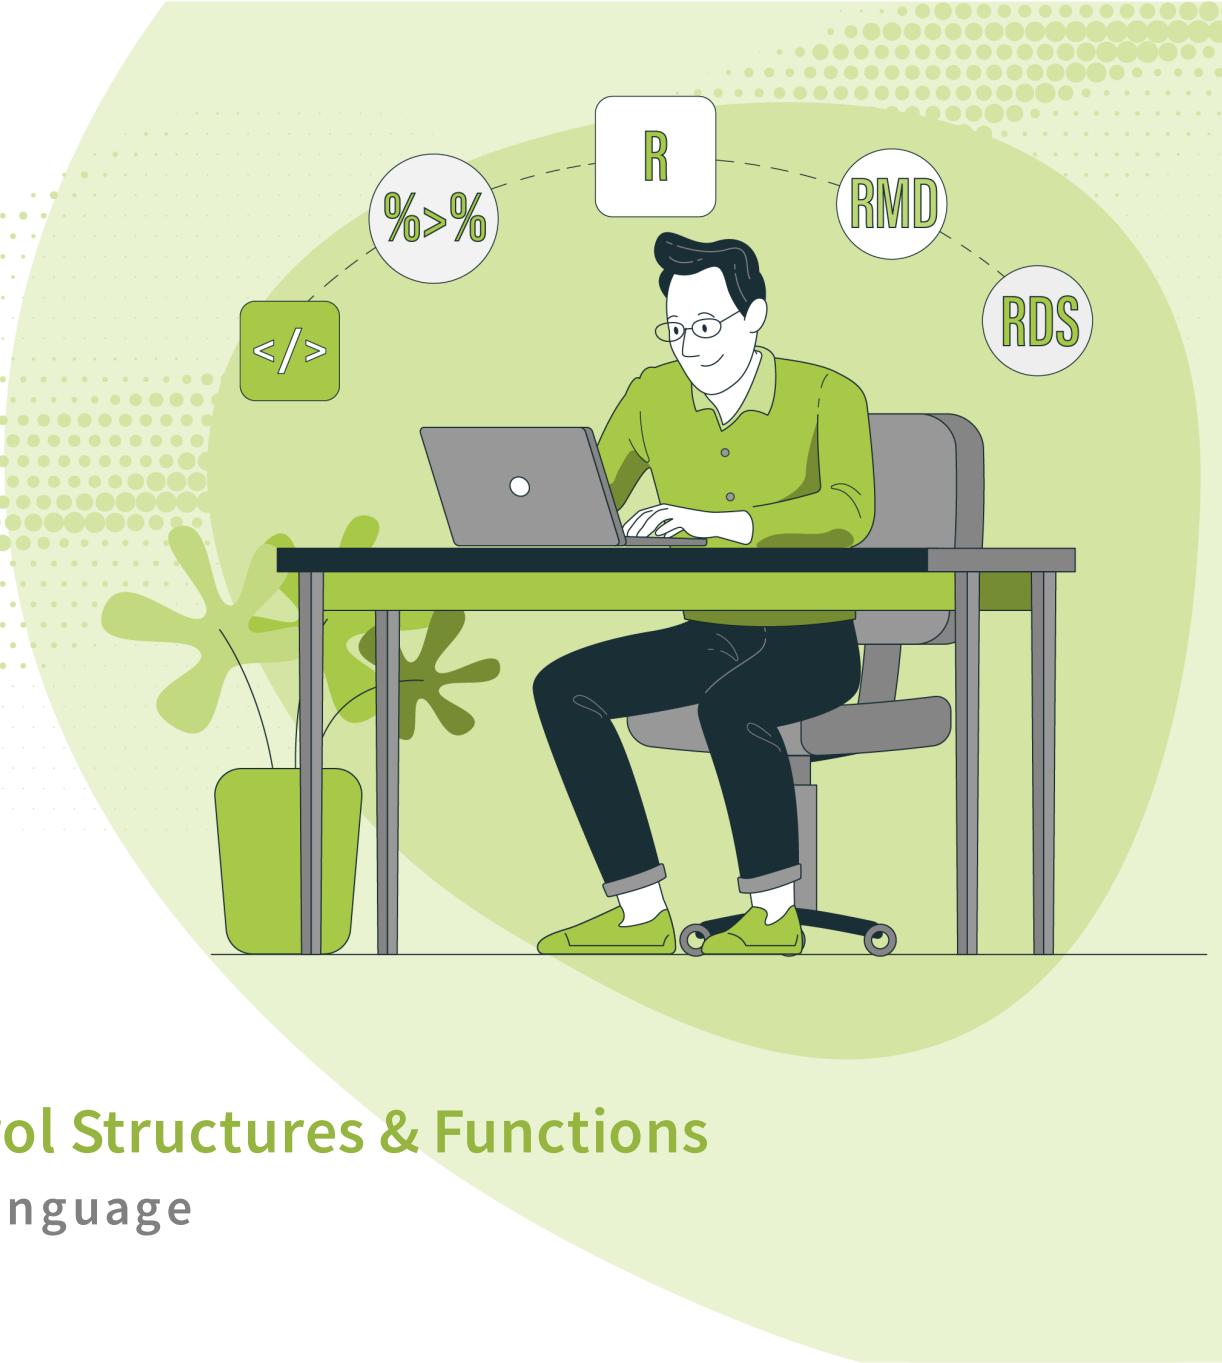 R
%>%
RMD
RDS
</>
ol Structures & Functions
nguage